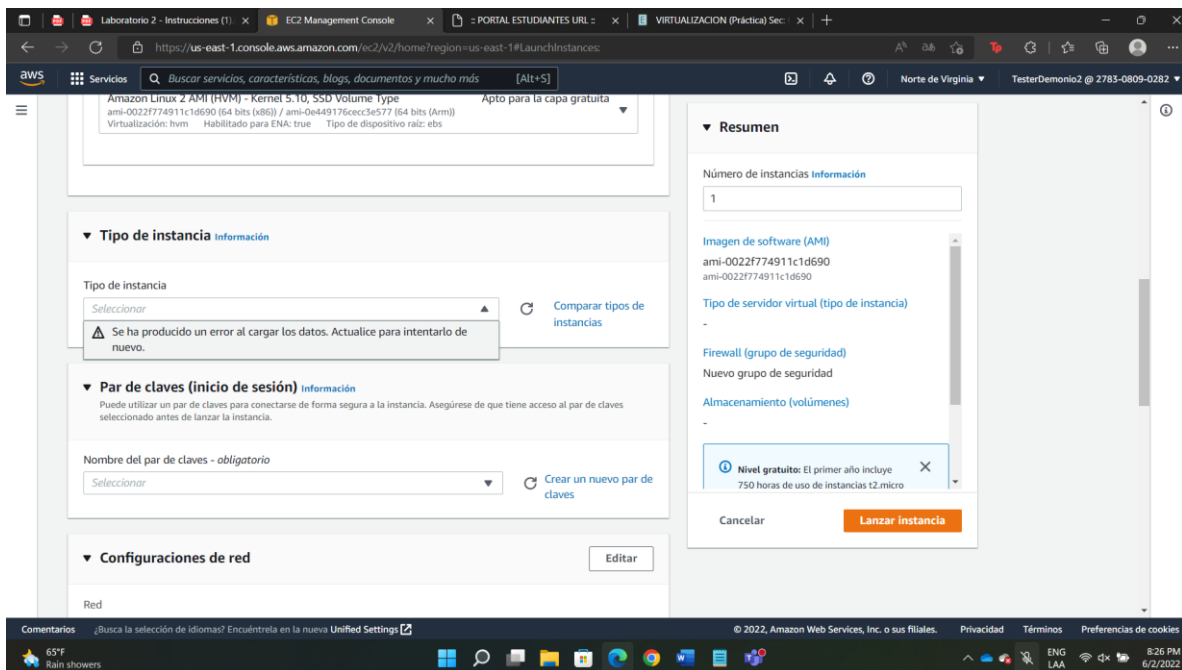 Laboratorio 2 - Instrucciones (1).
EC2 Management Console
:: PORTAL ESTUDIANTES URL ::
VIRTUALIZACION (Práctica) Sec:
https://us-east-1.console.aws.amazon.com/ec2/v2/home?region=us-east-1#LaunchInstances:
aws
Servicios
Buscar servicios, características, blogs, documentos y mucho más
[Alt+S]
Norte de Virginia
TesterDemonio2 @ 2783-0809-0282
Amazon Linux 2 AMI (HVM) - Kernel 5.10, SSD Volume Type
Apto para la capa gratuita
ami-0022f774911c1d690 (64 bits (x86)) / ami-0e449176cecc3e577 (64 bits (Arm))
Virtualización: hvm Habilitado para ENA: true Tipo de dispositivo raíz: ebs
Tipo de instancia Información
Tipo de instancia
Seleccionar
Comparar tipos de
instancias
Se ha producido un error al cargar los datos. Actualice para intentarlo de
nuevo.
Par de claves (inicio de sesión) Información
Puede utilizar un par de claves para conectarse de forma segura a la instancia. Asegúrese de que tiene acceso al par de claves
seleccionado antes de lanzar la instancia.
Nombre del par de claves - obligatorio
Seleccionar
Crear un nuevo par de
claves
Configuraciones de red
Editar
Red
Resumen
Número de instancias Información
1
Imagen de software (AMI)
ami-0022f774911c1d690
ami-0022f774911c1d690
Tipo de servidor virtual (tipo de instancia)
-
Firewall (grupo de seguridad)
Nuevo grupo de seguridad
Almacenamiento (volúmenes)
-
Nivel gratuito: El primer año incluye
750 horas de uso de instancias t2.micro
Cancelar
Lanzar instancia
Comentarios
¿Busca la selección de idiomas? Encuéntrela en la nueva Unified Settings
© 2022, Amazon Web Services, Inc. o sus filiales.
Privacidad
Términos
Preferencias de cookies
65°F
Rain showers
ENG
LAA
8:26 PM
6/2/2022